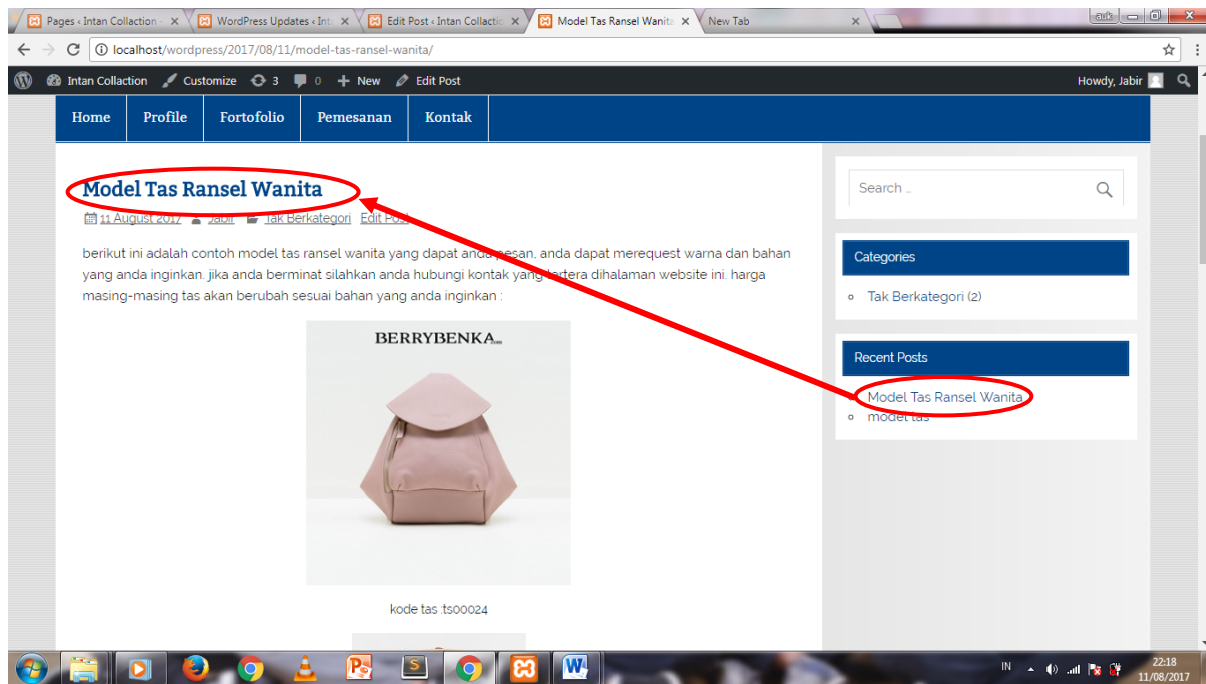 Pages ‹ Intan Collaction -
WordPress Updates ‹ Int
Edit Post ‹ Intan Collactio
Model Tas Ransel Wanita
New Tab
auk
localhost/wordpress/2017/08/11/model-tas-ransel-wanita/
Intan Collaction Customize 3 0 + New Edit Post Howdy, Jabir
Home Profile Fortofolio Pemesanan Kontak
Model Tas Ransel Wanita
11 August 2017 Jabir Tak Berkategori Edit Post
berikut ini adalah contoh model tas ransel wanita yang dapat anda pesan, anda dapat merequest warna dan bahan
yang anda inginkan. jika anda berminat silahkan anda hubungi kontak yang tertera dihalaman website ini. harga
masing-masing tas akan berubah sesuai bahan yang anda inginkan :
BERRYBENKA
kode tas :ts00024
Search …
Categories
Tak Berkategori (2)
Recent Posts
Model Tas Ransel Wanita
model tas
IN
22:18
11/08/2017